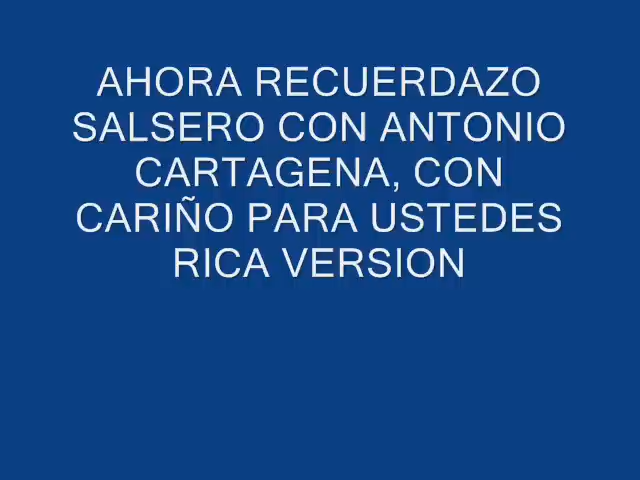 AHORA RECUERDAZO
SALSERO CON ANTONIO
CARTAGENA, CON
CARIÑO PARA USTEDES
RICA VERSION